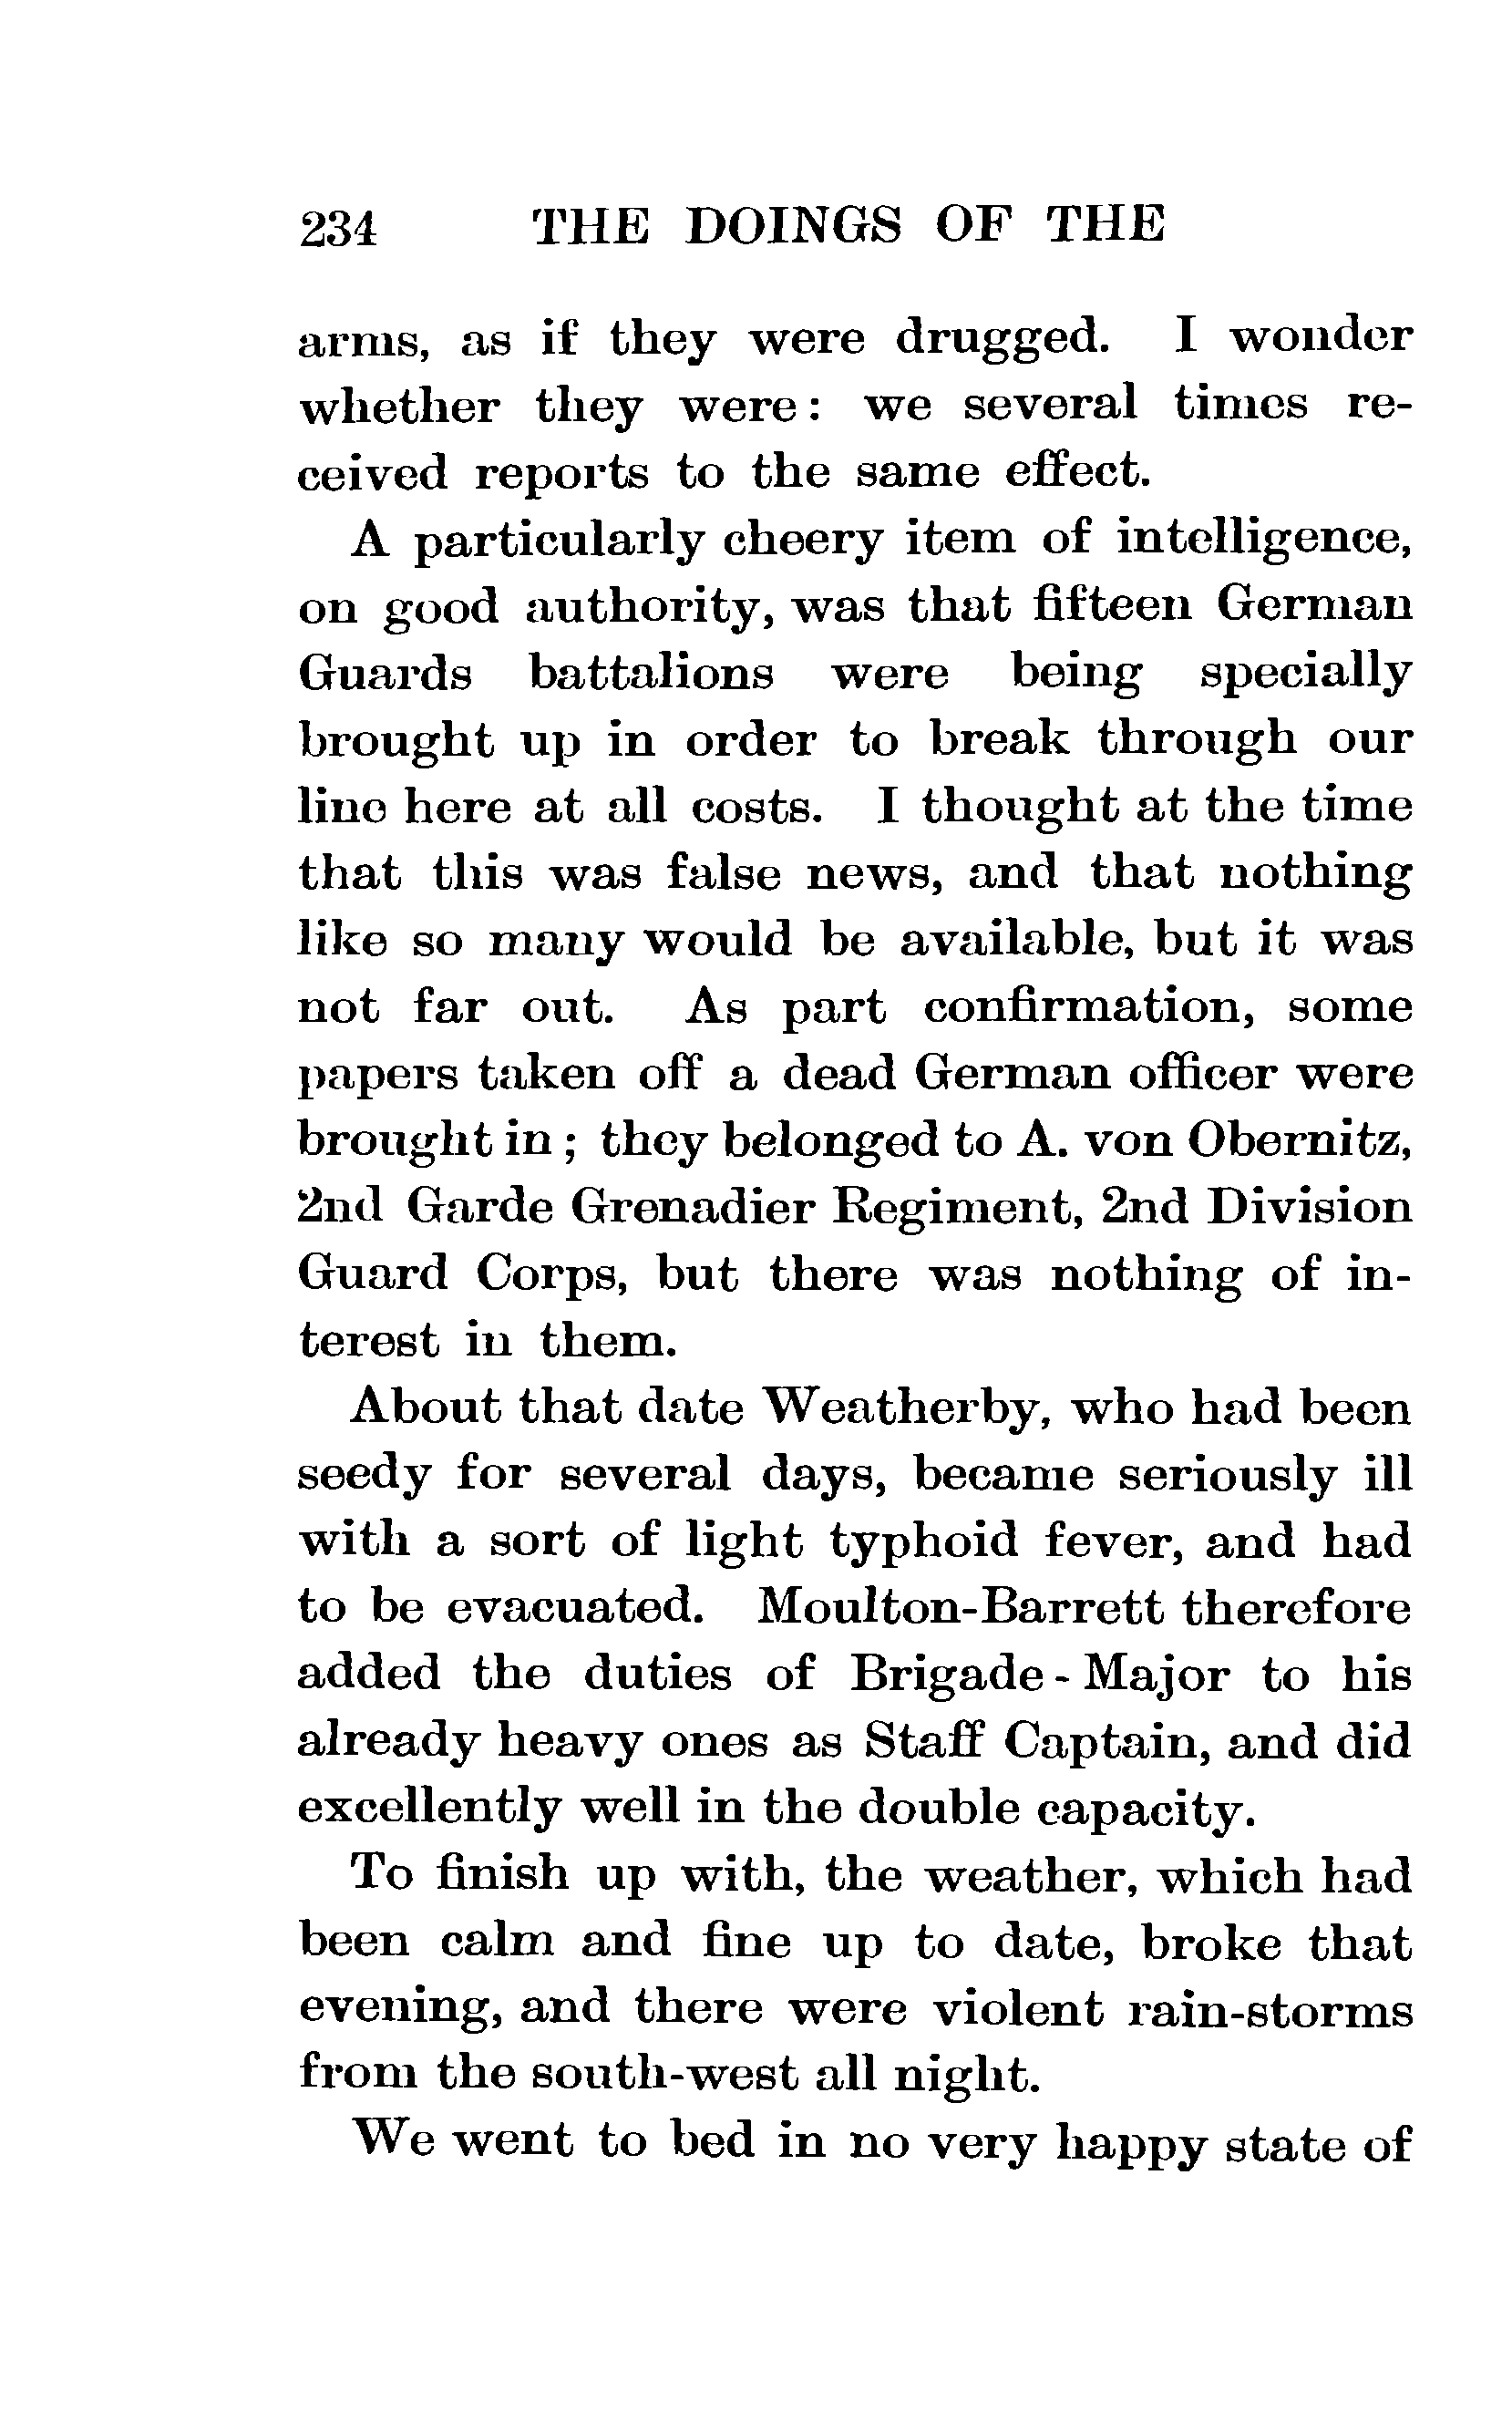 234 THE DOINGS OF THE
arms, as if they were drugged. I wonder
whether they were: we several times re-
ceived reports to the same effect.
A particularly cheery item of intelligence,
on good authority, was that fifteen German
Guards battalions were being specially
brought up in order to break through our
line here at all costs. I thought at the time
that this was false news, and that nothing
like so many would be available, but it was
not far out. As part confirmation, some
papers taken off a dead German officer were
brought in; they belonged to A. von Obernitz,
2nd Garde Grenadier Regiment, 2nd Division
Guard Corps, but there was nothing of in-
terest in them.
About that date Weatherby, who had been
seedy for several days, became seriously ill
with a sort of light typhoid fever, and had
to be evacuated. Moulton-Barrett therefore
added the duties of Brigade-Major to his
already heavy ones as Staff Captain, and did
excellently well in the double capacity.
To finish up with, the weather, which had
been calm and fine up to date, broke that
evening, and there were violent rain-storms
from the south-west all night.
We went to bed in no very happy state of